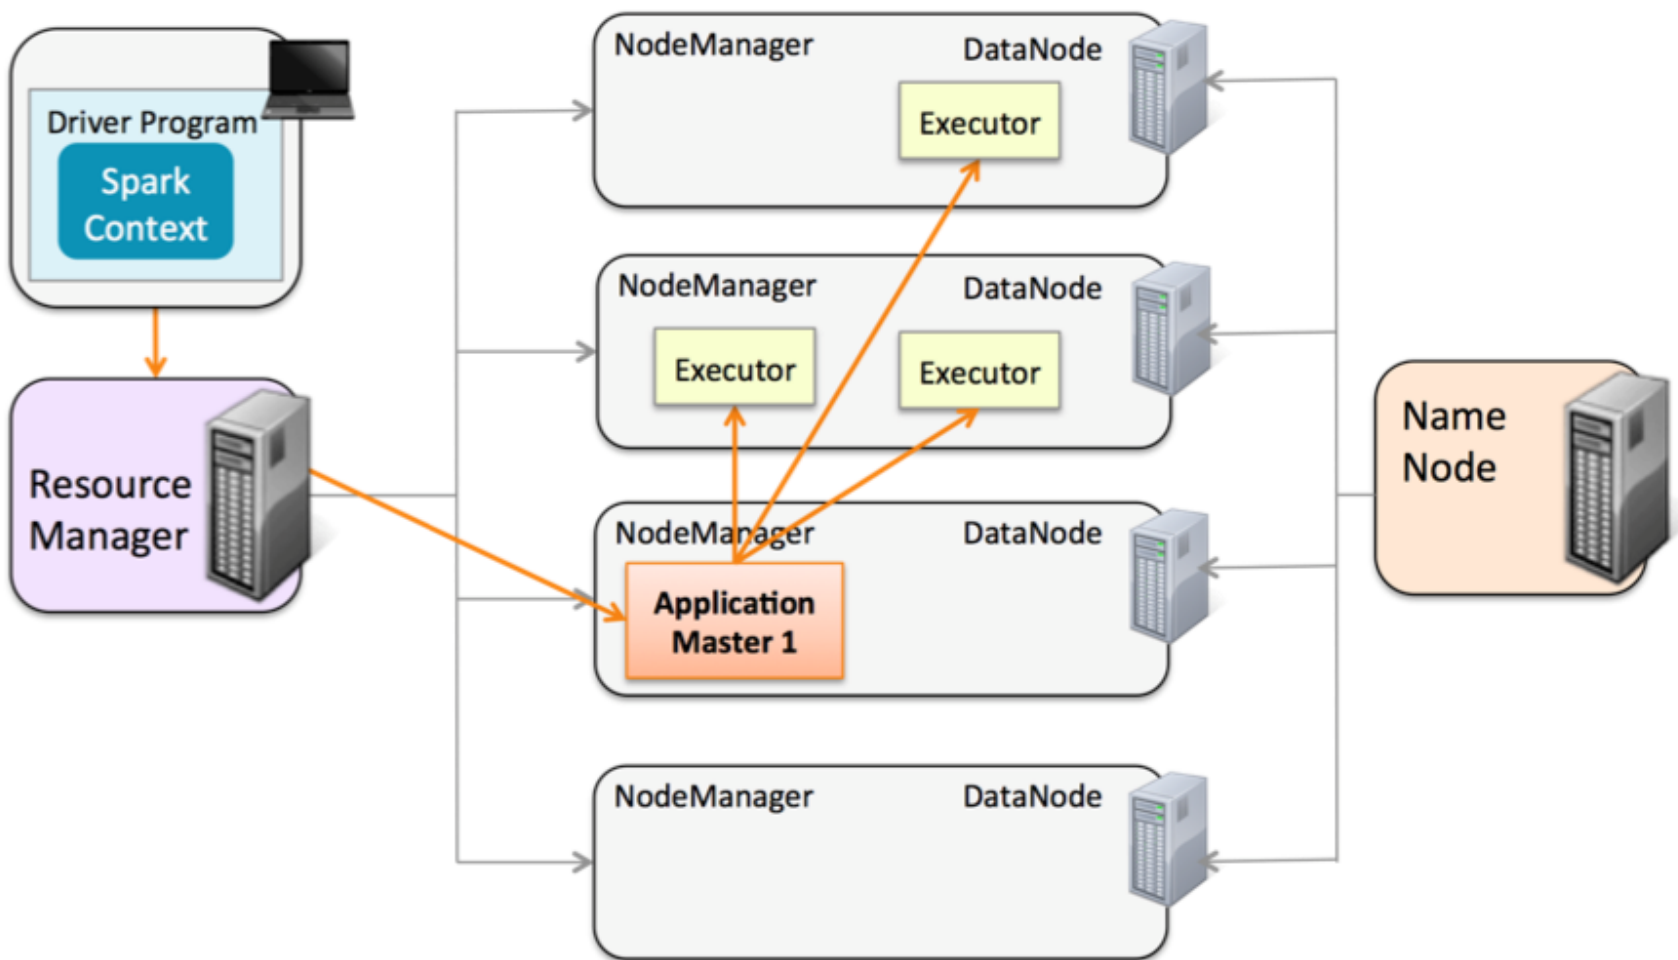 Driver Program
Spark
Context
Resource
Manager
NodeManager
DataNode
Executor
NodeManager
DataNode
Executor
Executor
NodeManager
DataNode
Application
Master 1
NodeManager
DataNode
Name
Node